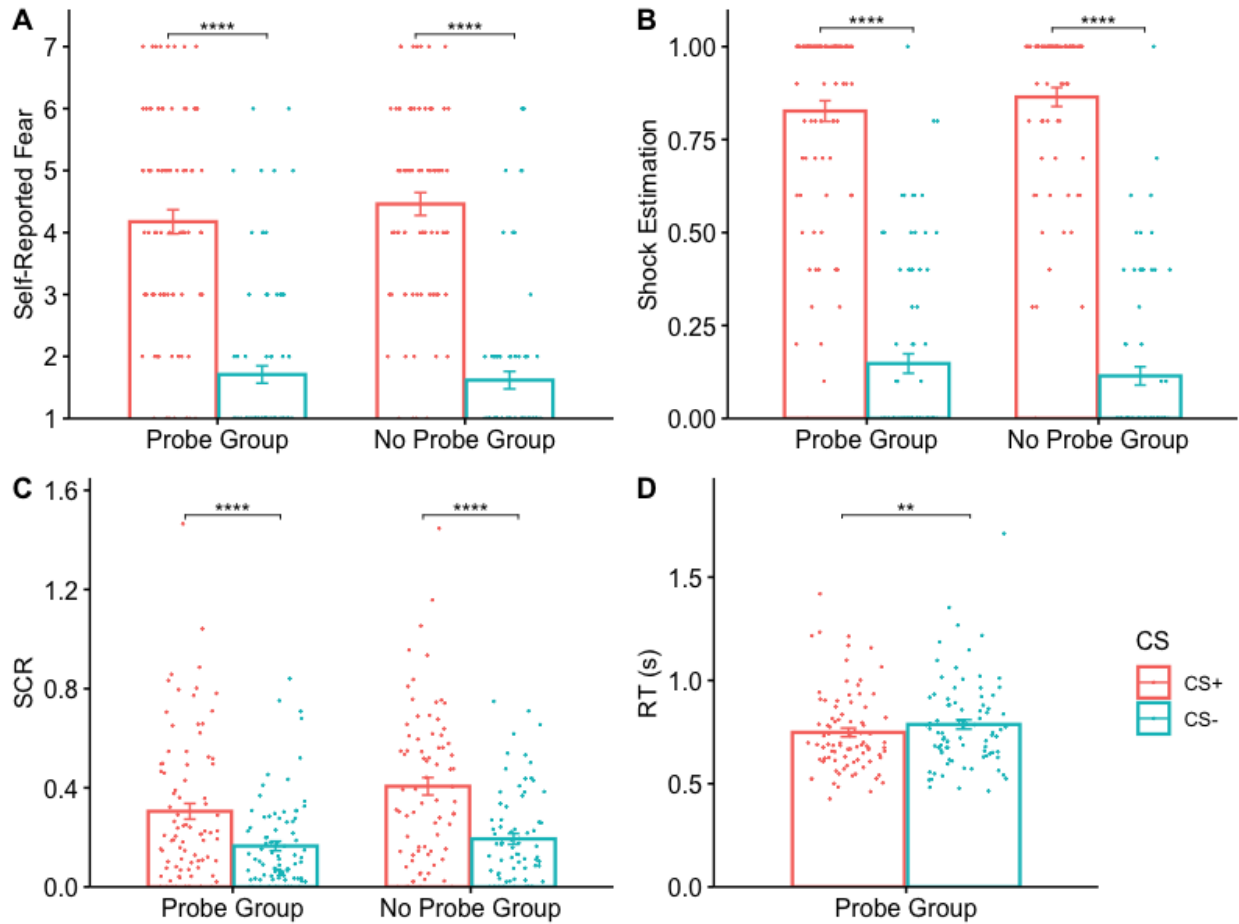 A
****
****
7
6
5
4
3
2
1
Self-Reported Fear
Probe Group
No Probe Group
B
****
****
1.00
0.75
0.50
0.25
0.00
Shock Estimation
Probe Group
No Probe Group
C
****
****
1.6
1.2
0.8
0.4
0.0
SCR
Probe Group
No Probe Group
D
**
1.5
1.0
0.5
0.0
RT (s)
Probe Group
CS
CS+
CS-